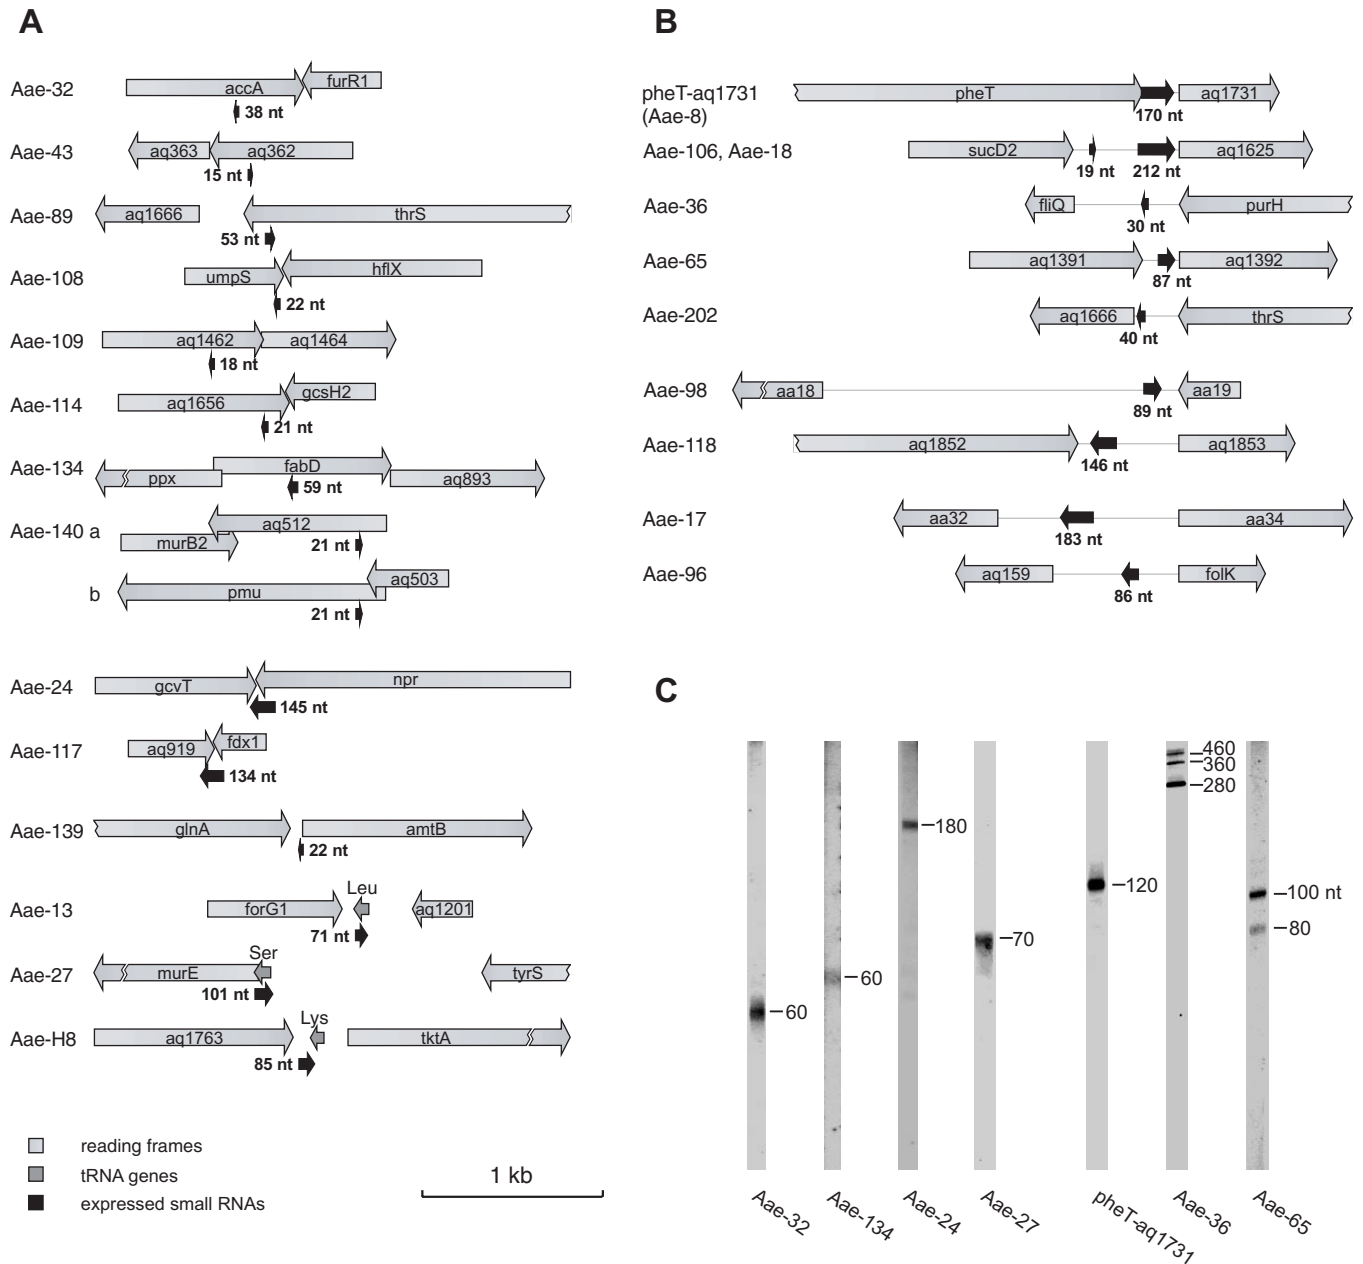 A
Aae-32
accA
furR1
38 nt
Aae-43
aq363
aq362
15 nt
Aae-89
aq1666
thrS
53 nt
Aae-108
umpS
hflX
22 nt
Aae-109
aq1462
aq1464
18 nt
Aae-114
aq1656
gcsH2
21 nt
Aae-134
ppx
fabD
aq893
59 nt
Aae-140 a
murB2
aq512
21 nt
b
pmu
aq503
21 nt
Aae-24
gcvT
npr
145 nt
Aae-117
aq919
fdx1
134 nt
Aae-139
glnA
amtB
22 nt
Aae-13
forG1
Leu
aq1201
71 nt
Aae-27
murE
Ser
tyrS
101 nt
Aae-H8
aq1763
Lys
tktA
85 nt
reading frames
tRNA genes
expressed small RNAs
1 kb
B
pheT-aq1731
(Aae-8)
pheT
aq1731
170 nt
Aae-106, Aae-18
sucD2
aq1625
19 nt
212 nt
Aae-36
fliQ
purH
30 nt
Aae-65
aq1391
aq1392
87 nt
Aae-202
aq1666
thrS
40 nt
Aae-98
aa18
aa19
89 nt
Aae-118
aq1852
aq1853
146 nt
Aae-17
aa32
aa34
183 nt
Aae-96
aq159
folK
86 nt
C
60
60
180
70
120
460
360
280
100 nt
80
Aae-32
Aae-134
Aae-24
Aae-27
pheT-aq1731
Aae-36
Aae-65